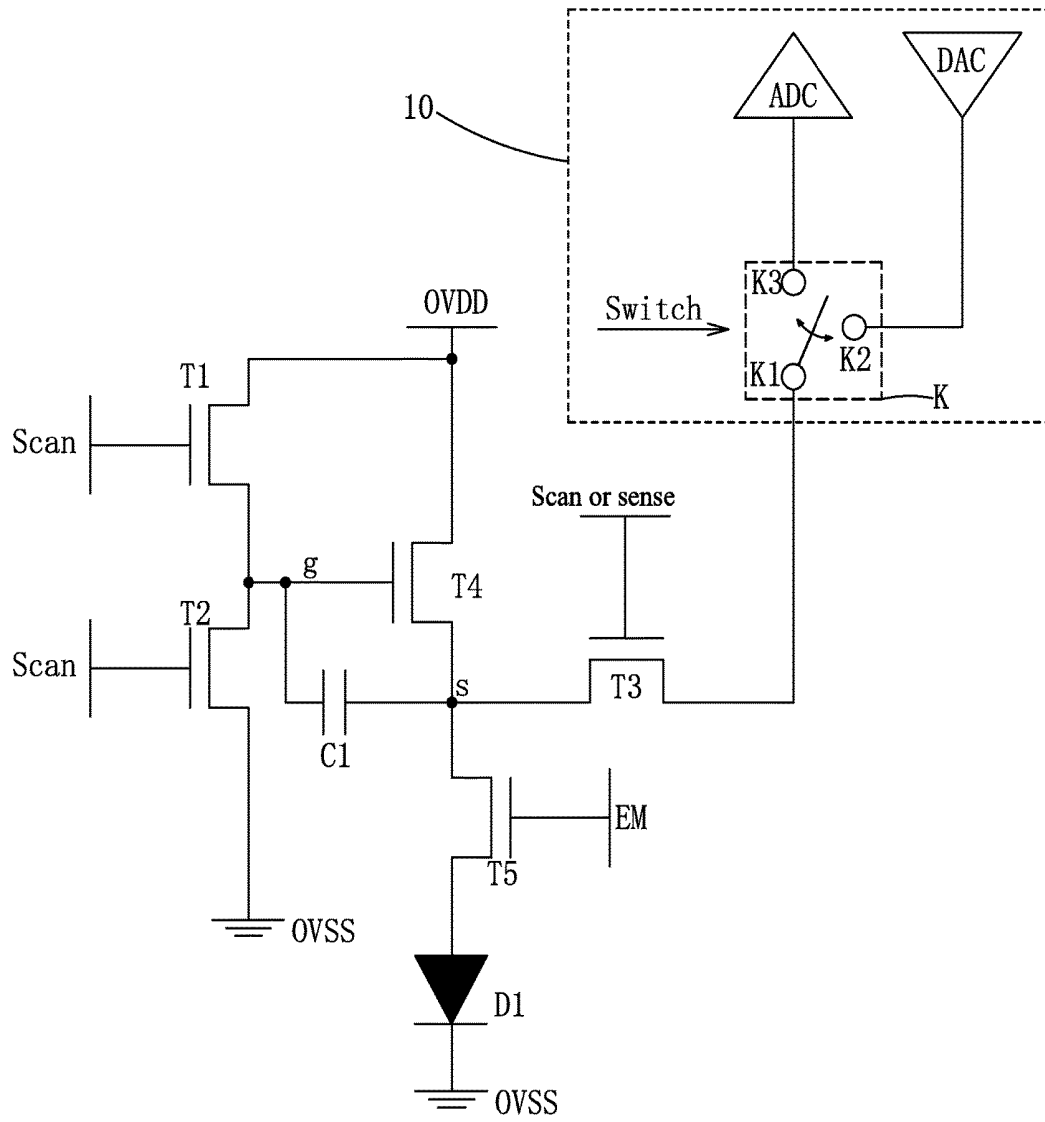 DAC
ADC
10
K3
OVDD
Switch
K2
K1
K
T1
Scan
Scan or sense
g
T4
T2
Scan
s
T3
C1
EM
T5
OVSS
D1
OVSS